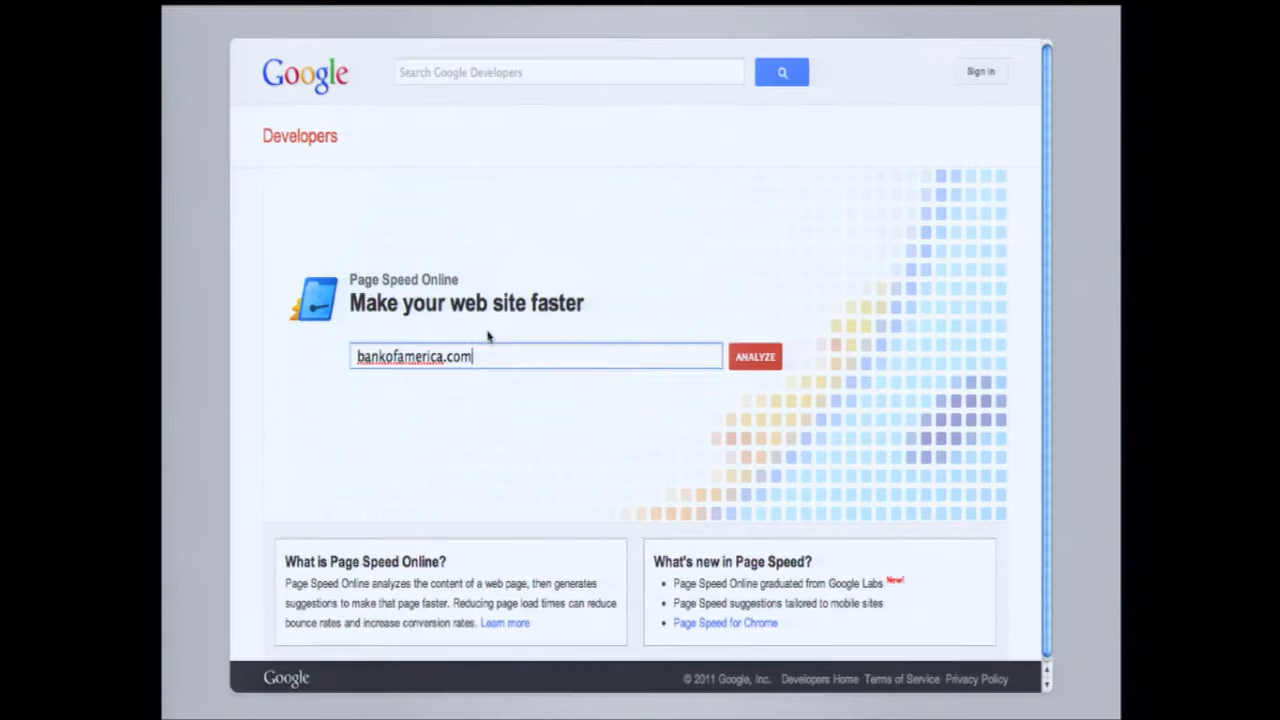 Google
Search Google Developers
Sign in
Developers
Page Speed Online
Make your web site faster
bankofamerica.com
ANALYZE
What is Page Speed Online?
Page Speed Online analyzes the content of a web page, then generates
suggestions to make that page faster. Reducing page load times can reduce
bounce rates and increase conversion rates. Learn more
What's new in Page Speed?
Page Speed Online graduated from Google Labs New!
Page Speed suggestions tailored to mobile sites
Page Speed for Chrome
Google
© 2011 Google, Inc. Developers Home Terms of Service Privacy Policy